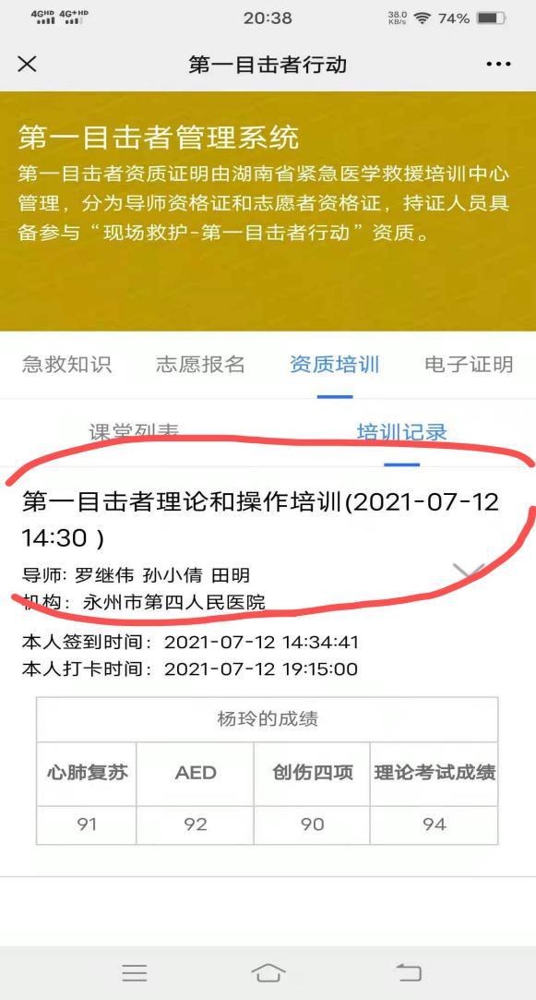 4GHD 4G+HD 20:38 38.0 KB/s 74%
第一目击者行动
第一目击者管理系统
第一目击者资质证明由湖南省紧急医学救援培训中心
管理，分为导师资格证和志愿者资格证，持证人员具
备参与“现场救护-第一目击者行动”资质。
急救知识 志愿报名 资质培训 电子证明
课堂列表 培训记录
第一目击者理论和操作培训(2021-07-12
14:30 )
导师: 罗继伟 孙小倩 田明
机构：永州市第四人民医院
本人签到时间：2021-07-12 14:34:41
本人打卡时间：2021-07-12 19:15:00
杨玲的成绩
心肺复苏 AED 创伤四项 理论考试成绩
91 92 90 94